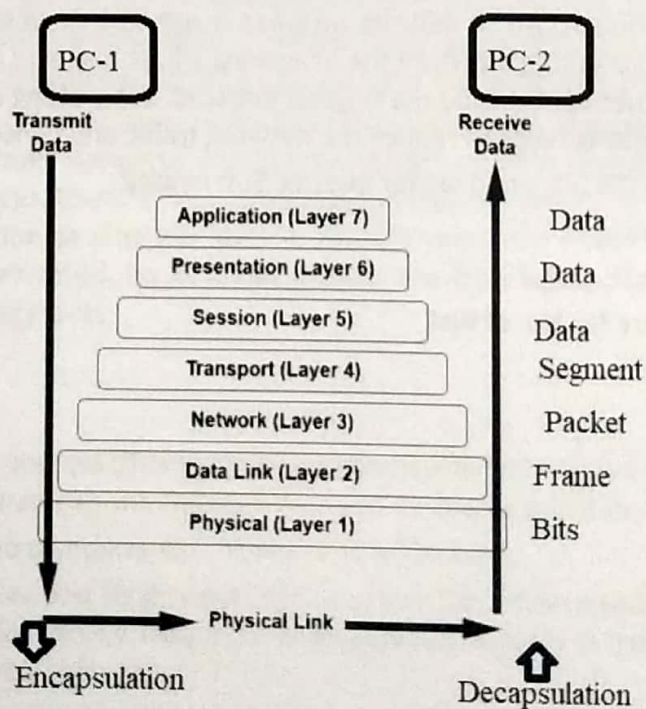 PC-1
PC-2
Transmit
Data
Receive
Data
Application (Layer 7)
Data
Presentation (Layer 6)
Data
Session (Layer 5)
Data
Transport (Layer 4)
Segment
Network (Layer 3)
Packet
Data Link (Layer 2)
Frame
Physical (Layer 1)
Bits
Physical Link
Encapsulation
Decapsulation